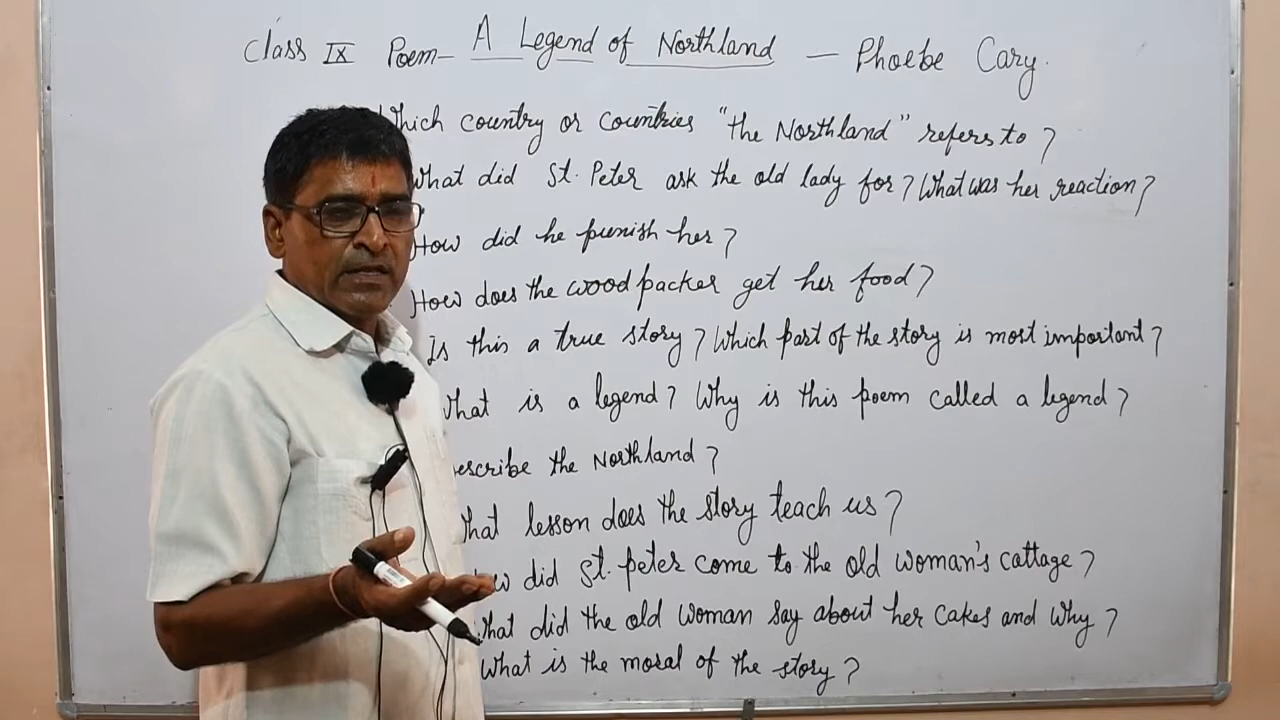 Class IX Poem- A Legend of Northland - Phoebe Cary.
Which country or countries "the Northland" refers to?
What did St. Peter ask the old lady for? What was her reaction?
How did he punish her?
How does the woodpacker get her food?
Is this a true story? Which part of the story is most important?
What is a legend? Why is this poem called a legend?
escribe the Northland?
hat lesson does the story teach us?
ow did St. peter come to the old woman's cattage?
What did the old woman say about her cakes and why?
What is the moral of the story?